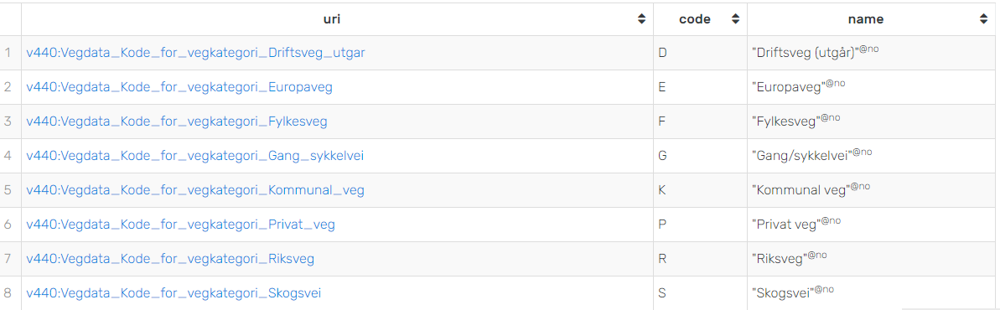 uri code name
1 v440:Vegdata_Kode_for_vegkategori_Driftsveg_utgar D "Driftsveg (utgår)"@no
2 v440:Vegdata_Kode_for_vegkategori_Europaveg E "Europaveg"@no
3 v440:Vegdata_Kode_for_vegkategori_Fylkesveg F "Fylkesveg"@no
4 v440:Vegdata_Kode_for_vegkategori_Gang_sykkelvei G "Gang/sykkelvei"@no
5 v440:Vegdata_Kode_for_vegkategori_Kommunal_veg K "Kommunal veg"@no
6 v440:Vegdata_Kode_for_vegkategori_Privat_veg P "Privat veg"@no
7 v440:Vegdata_Kode_for_vegkategori_Riksveg R "Riksveg"@no
8 v440:Vegdata_Kode_for_vegkategori_Skogsvei S "Skogsvei"@no